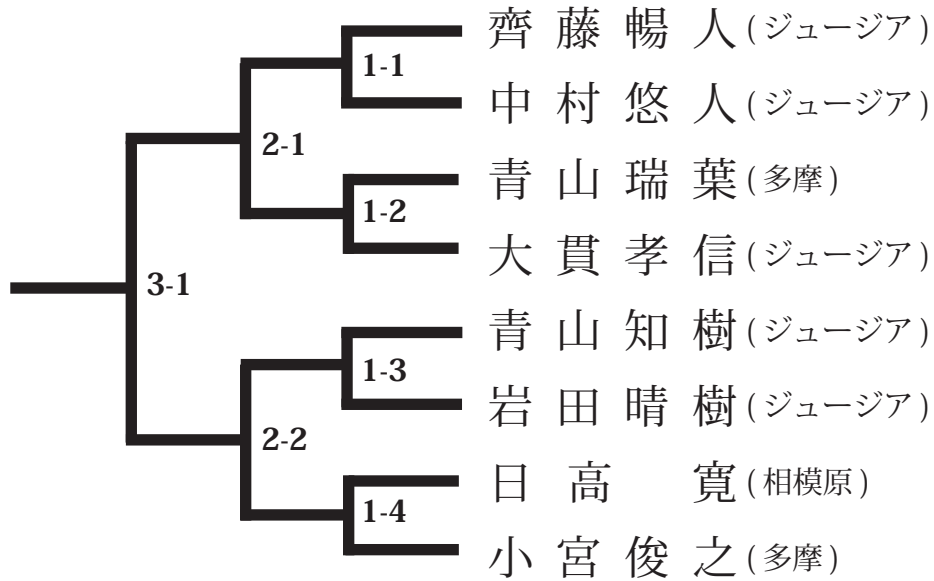 齊藤暢人(ジュージア)
1-1
中村悠人(ジュージア)
2-1
青山瑞葉(多摩)
1-2
大貫孝信(ジュージア)
3-1
青山知樹(ジュージア)
1-3
岩田晴樹(ジュージア)
2-2
日高 寛(相模原)
1-4
小宮俊之(多摩)